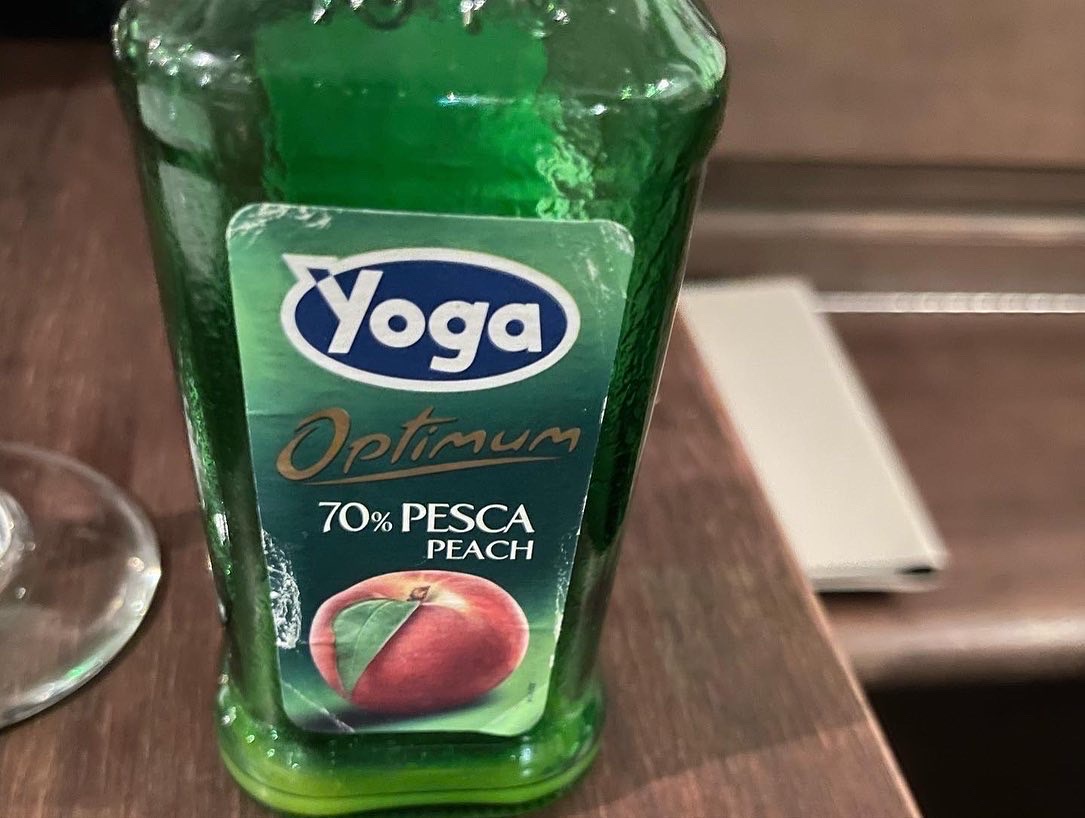 Yoga
Optimum
70% PESCA
PEACH